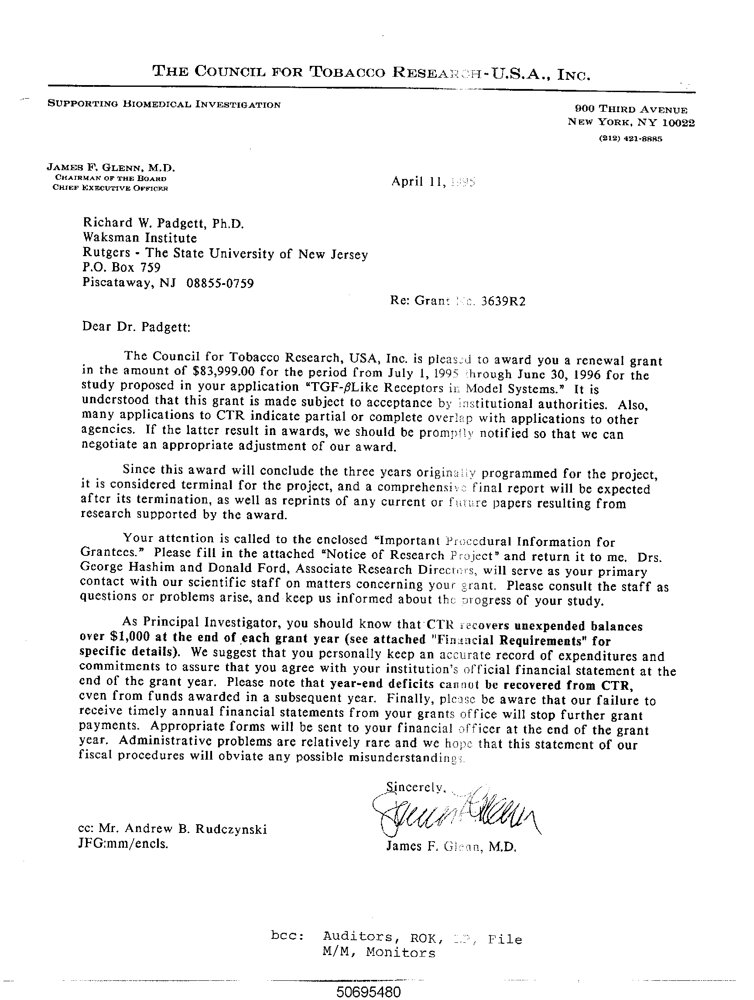 THE COUNCIL FOR TOBACCO RESEARCH-U.S.A., INC.
SUPPORTING BIOMEDICAL INVESTIGATION
900 THIRD AVENUE
NEW YORK, NY 10022
(212) 421-8885
JAMES F. GLENN, M.D.
CHAIRMAN OF THE BOARD
CHIEF EXECUTIVE OFFICER
April 11, 1995
Richard W. Padgett, Ph.D.
Waksman Institute
Rutgers - The State University of New Jersey
P.O. Box 759
Piscataway, NJ 08855-0759
Re: Grant No. 3639R2
Dear Dr. Padgett:
The Council for Tobacco Research, USA, Inc. is pleased to award you a renewal grant
in the amount of $83,999.00 for the period from July 1, 1995 through June 30, 1996 for the
study proposed in your application "TGF-βLike Receptors in Model Systems." It is
understood that this grant is made subject to acceptance by institutional authorities. Also,
many applications to CTR indicate partial or complete overlap with applications to other
agencies. If the latter result in awards, we should be promptly notified so that we can
negotiate an appropriate adjustment of our award.
Since this award will conclude the three years originally programmed for the project,
it is considered terminal for the project, and a comprehensive final report will be expected
after its termination, as well as reprints of any current or future papers resulting from
research supported by the award.
Your attention is called to the enclosed "Important Procedural Information for
Grantees." Please fill in the attached "Notice of Research Project" and return it to me. Drs.
George Hashim and Donald Ford, Associate Research Directors, will serve as your primary
contact with our scientific staff on matters concerning your grant. Please consult the staff as
questions or problems arise, and keep us informed about the progress of your study.
As Principal Investigator, you should know that CTR recovers unexpended balances
over $1,000 at the end of each grant year (see attached "Financial Requirements" for
specific details). We suggest that you personally keep an accurate record of expenditures and
commitments to assure that you agree with your institution's official financial statement at the
end of the grant year. Please note that year-end deficits cannot be recovered from CTR,
even from funds awarded in a subsequent year. Finally, please be aware that our failure to
receive timely annual financial statements from your grants office will stop further grant
payments. Appropriate forms will be sent to your financial officer at the end of the grant
year. Administrative problems are relatively rare and we hope that this statement of our
fiscal procedures will obviate any possible misunderstandings.
Sincerely,
cc: Mr. Andrew B. Rudczynski
JFG:mm/encls.
James F. Glenn, M.D.
bcc: Auditors, ROK, File
M/M, Monitors
50695480